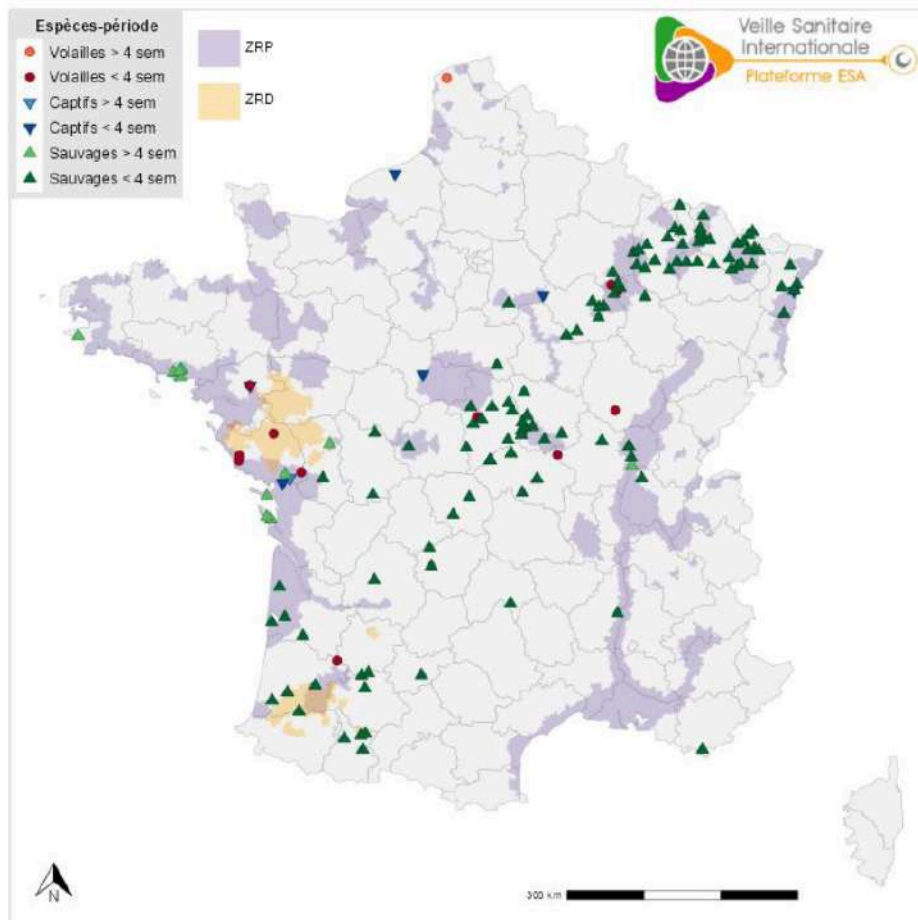 Espèces-période
Volailles > 4 sem
Volailles < 4 sem
Captifs > 4 sem
Captifs < 4 sem
Sauvages > 4 sem
Sauvages < 4 sem
ZRP
ZRD
Veille Sanitaire
Internationale
Plateforme ESA
N
300 km